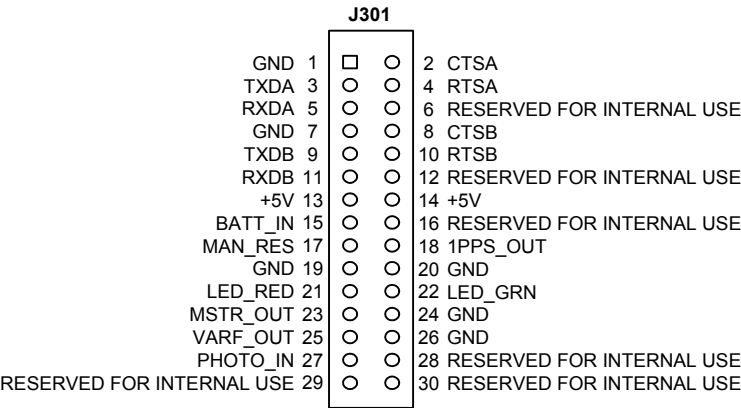 J301
GND 1 2 CTSA
TXDA 3 4 RTSA
RXDA 5 6 RESERVED FOR INTERNAL USE
GND 7 8 CTSB
TXDB 9 10 RTSB
RXDB 11 12 RESERVED FOR INTERNAL USE
+5V 13 14 +5V
BATT_IN 15 16 RESERVED FOR INTERNAL USE
MAN_RES 17 18 1PPS_OUT
GND 19 20 GND
LED_RED 21 22 LED_GRN
MSTR_OUT 23 24 GND
VARF_OUT 25 26 GND
PHOTO_IN 27 28 RESERVED FOR INTERNAL USE
RESERVED FOR INTERNAL USE 29 30 RESERVED FOR INTERNAL USE